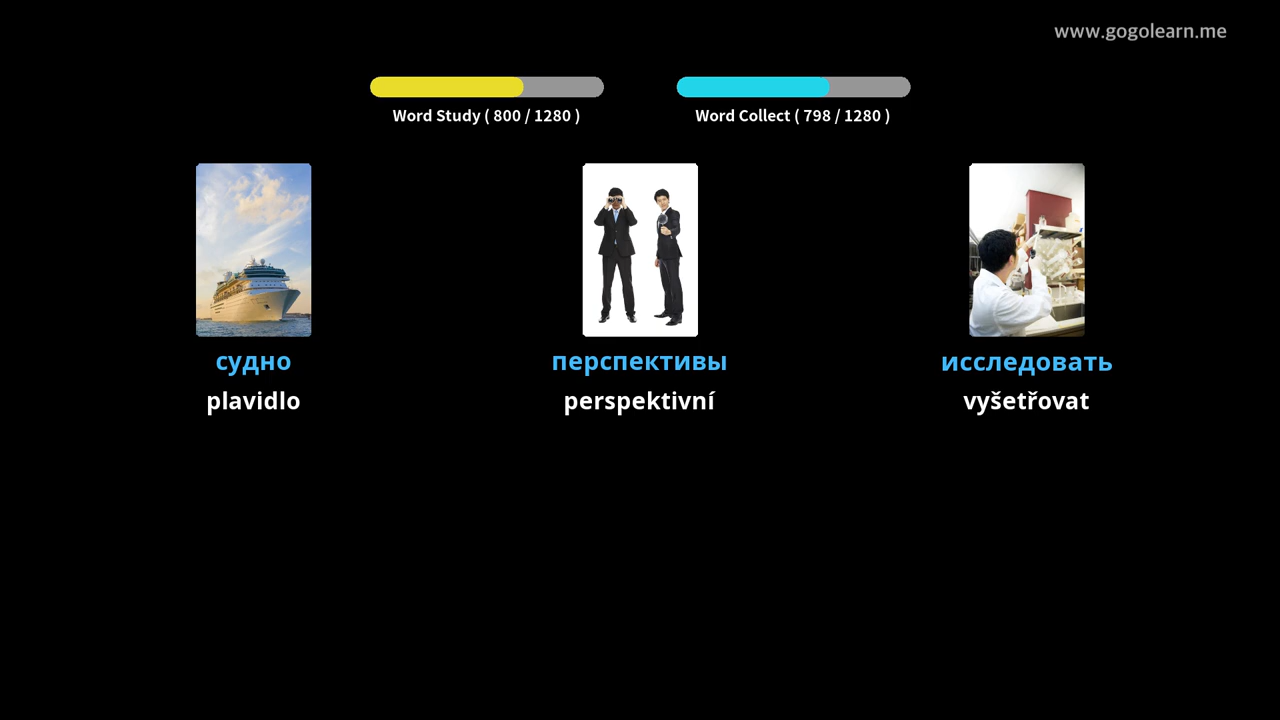 www.gogolearn.me
Word Study ( 800 / 1280 )
Word Collect ( 798 / 1280 )
судно
перспективы
исследовать
plavidlo
perspektivní
vyšetřovat